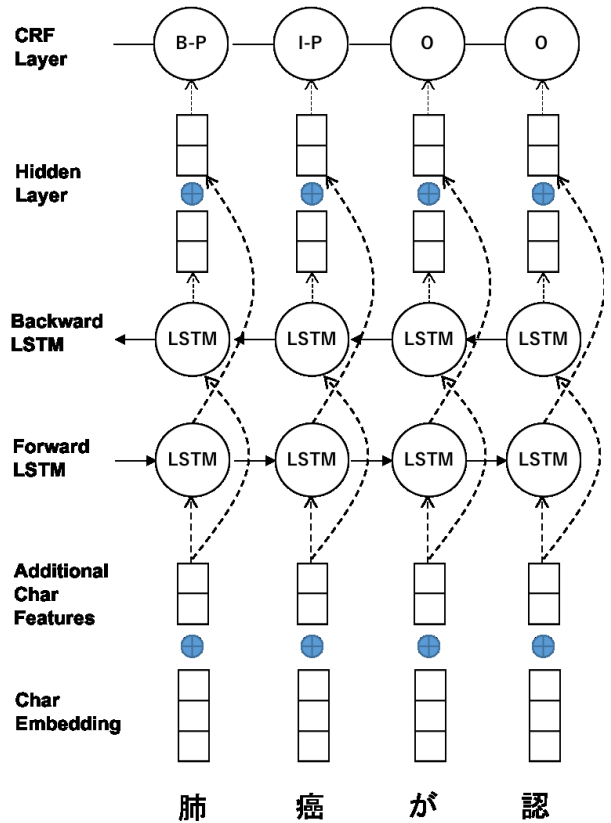 CRF
Layer
B-P I-P O O
Hidden
Layer
Backward
LSTM
LSTM LSTM LSTM LSTM
Forward
LSTM
LSTM LSTM LSTM LSTM
Additional
Char
Features
Char
Embedding
肺 癌 が 認